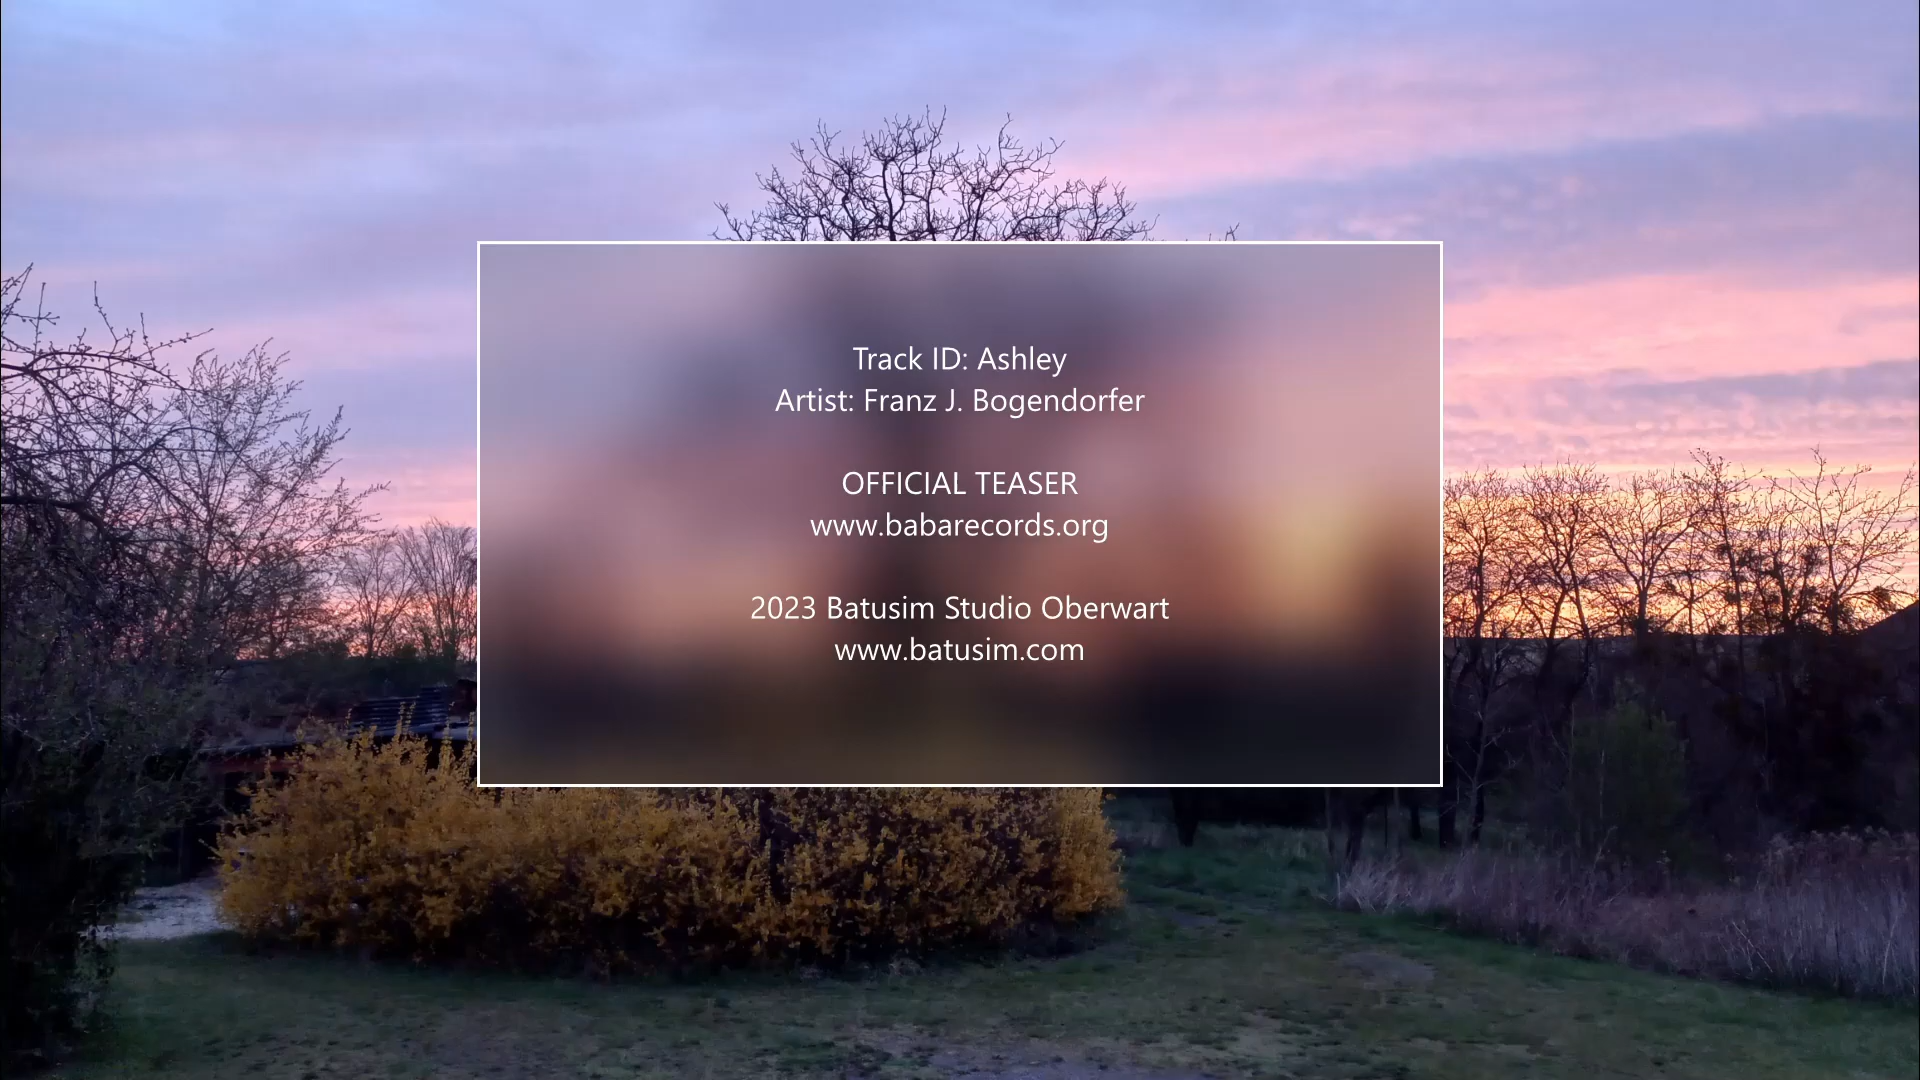 Track ID: Ashley
Artist: Franz J. Bogendorfer
OFFICIAL TEASER
www.babarecords.org
2023 Batusim Studio Oberwart
www.batusim.com